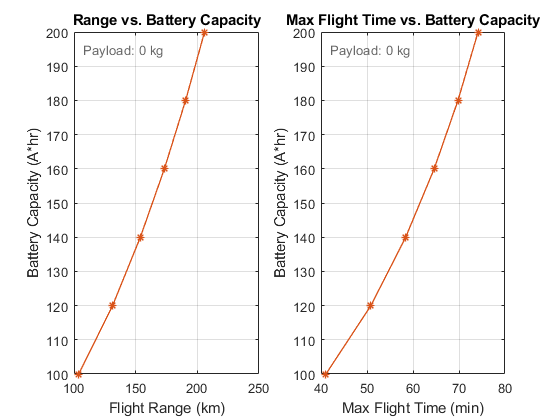 Range vs. Battery Capacity
Payload: 0 kg
Battery Capacity (A*hr)
200
190
180
170
160
150
140
130
120
110
100
100 150 200 250
Flight Range (km)
Max Flight Time vs. Battery Capacity
Payload: 0 kg
Battery Capacity (A*hr)
200
190
180
170
160
150
140
130
120
110
100
40 50 60 70 80
Max Flight Time (min)